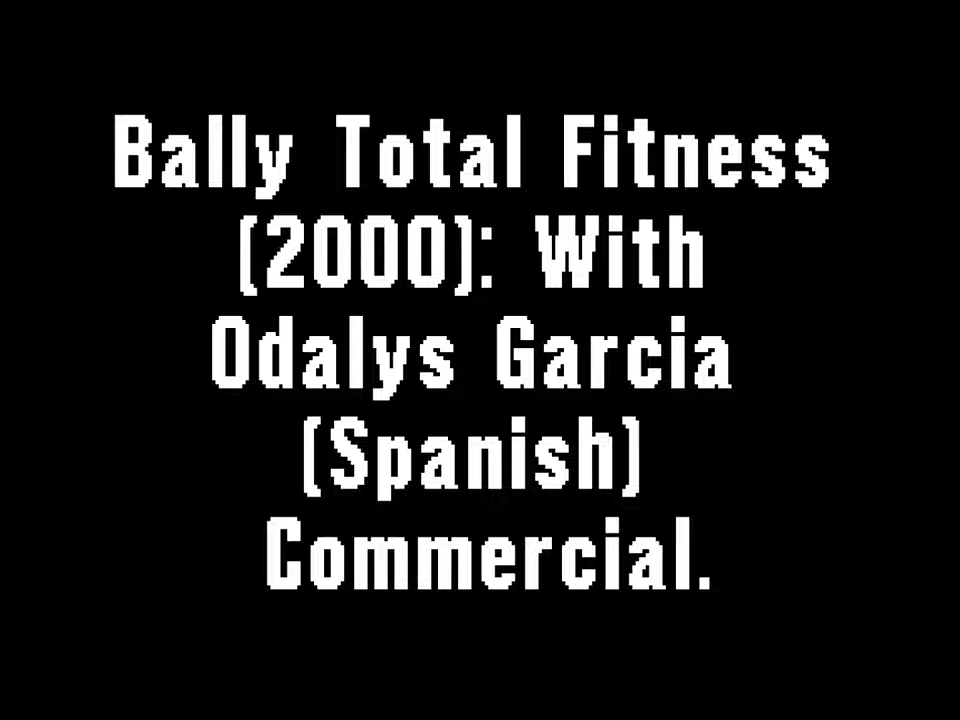 Bally Total Fitness
(2000): With
Odalys Garcia
(Spanish)
Commercial.